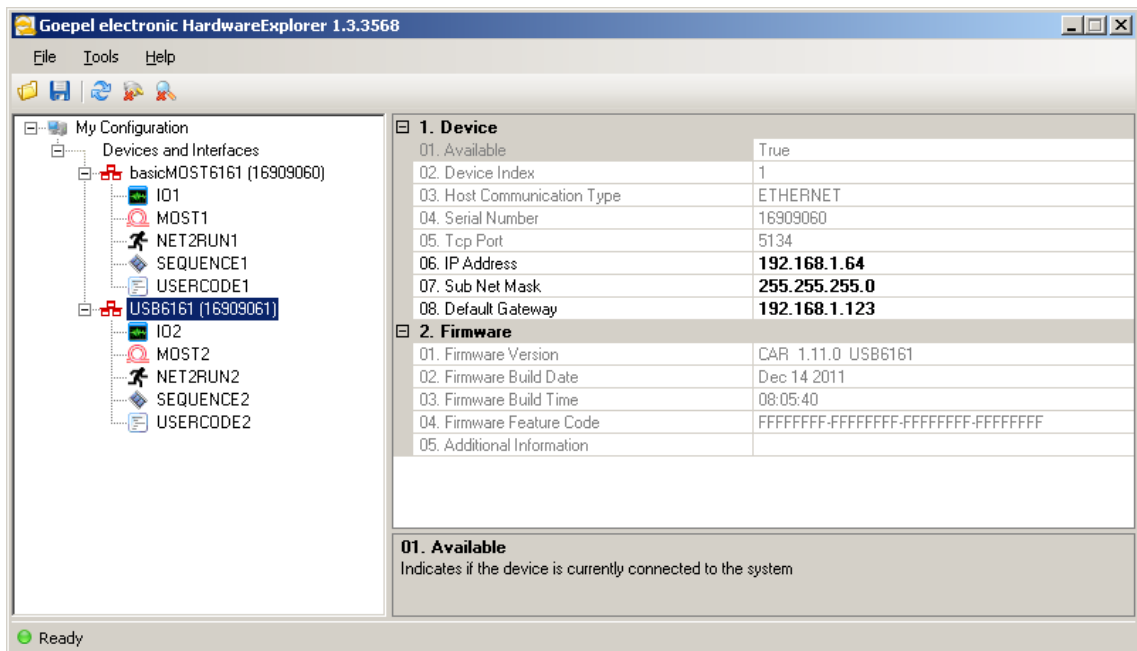 Goepel electronic HardwareExplorer 1.3.3568
File Tools Help
My Configuration
Devices and Interfaces
basicMOST6161 (16909060)
IO1
MOST1
NET2RUN1
SEQUENCE1
USERCODE1
USB6161 (16909061)
IO2
MOST2
NET2RUN2
SEQUENCE2
USERCODE2
1. Device
01. Available True
02. Device Index 1
03. Host Communication Type ETHERNET
04. Serial Number 16909060
05. Tcp Port 5134
06. IP Address 192.168.1.64
07. Sub Net Mask 255.255.255.0
08. Default Gateway 192.168.1.123
2. Firmware
01. Firmware Version CAR 1.11.0 USB6161
02. Firmware Build Date Dec 14 2011
03. Firmware Build Time 08:05:40
04. Firmware Feature Code FFFFFFFF-FFFFFFFF-FFFFFFFF-FFFFFFFF
05. Additional Information
01. Available
Indicates if the device is currently connected to the system
Ready